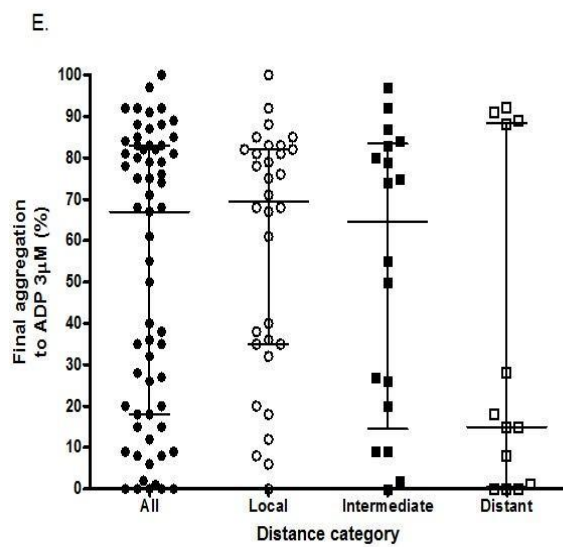 E.
Final aggregation
to ADP 3µM (%)
100
90
80
70
60
50
40
30
20
10
0
All Local Intermediate Distant
Distance category